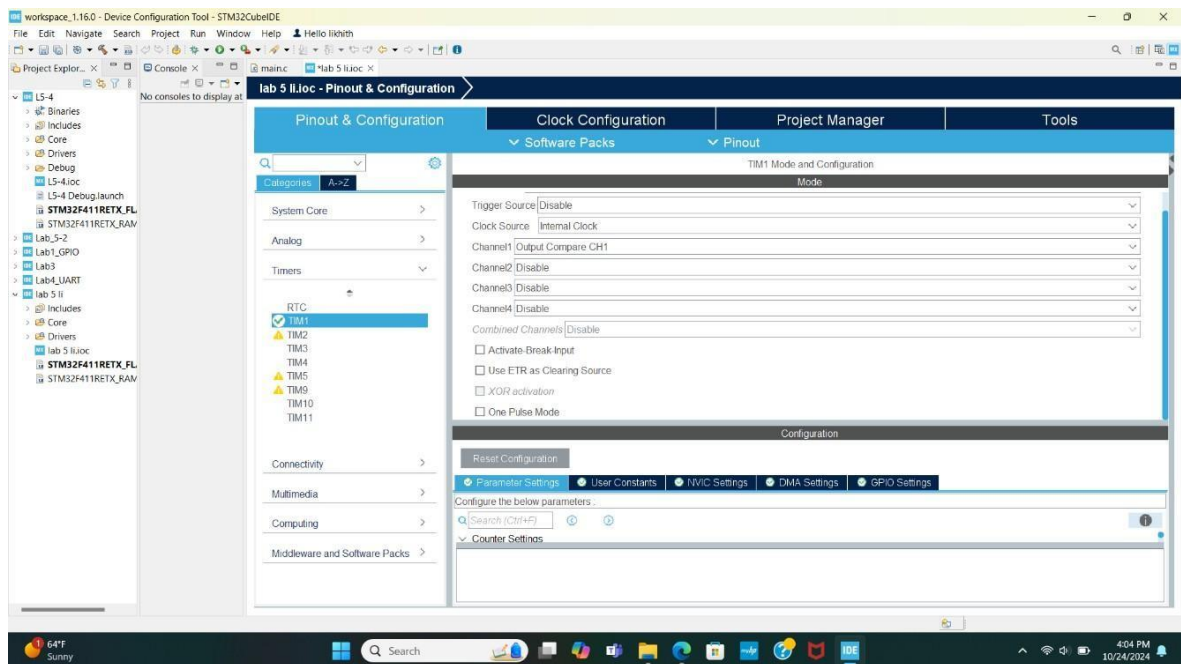 workspace_1.16.0 - Device Configuration Tool - STM32CubeIDE
File Edit Navigate Search Project Run Window Help Hello likhith
Project Explor... Console main.c *lab 5 li.ioc
No consoles to display at
L5-4
Binaries
Includes
Core
Drivers
Debug
L5-4.ioc
L5-4 Debug.launch
STM32F411RETX_FL
STM32F411RETX_RAM
Lab_5-2
Lab1_GPIO
Lab3
Lab4_UART
lab 5 li
Includes
Core
Drivers
lab 5 li.ioc
STM32F411RETX_FL
STM32F411RETX_RAM
lab 5 li.ioc - Pinout & Configuration
Pinout & Configuration Clock Configuration Project Manager Tools
Software Packs Pinout
Categories A->Z
System Core
Analog
Timers
RTC
TIM1
TIM2
TIM3
TIM4
TIM5
TIM9
TIM10
TIM11
Connectivity
Multimedia
Computing
Middleware and Software Packs
TIM1 Mode and Configuration
Mode
Trigger Source Disable
Clock Source Internal Clock
Channel1 Output Compare CH1
Channel2 Disable
Channel3 Disable
Channel4 Disable
Combined Channels Disable
Activate-Break-Input
Use ETR as Clearing Source
XOR activation
One Pulse Mode
Configuration
Reset Configuration
Parameter Settings User Constants NVIC Settings DMA Settings GPIO Settings
Configure the below parameters :
Search (Ctrl+F)
Counter Settings
64°F
Sunny
Search
IDE
4:04 PM
10/24/2024